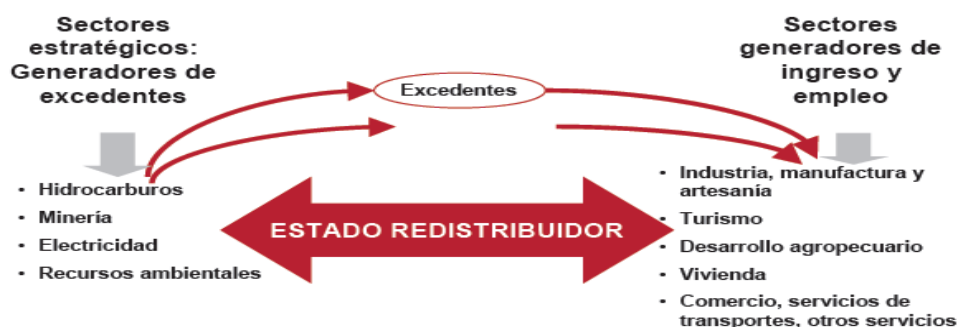 Sectores
estratégicos:
Generadores de
excedentes
Sectores
generadores de
ingreso y
empleo
Excedentes
• Hidrocarburos
• Minería
• Electricidad
• Recursos ambientales
ESTADO REDISTRIBUIDOR
• Industria, manufactura y
artesanía
• Turismo
• Desarrollo agropecuario
• Vivienda
• Comercio, servicios de
transportes, otros servicios